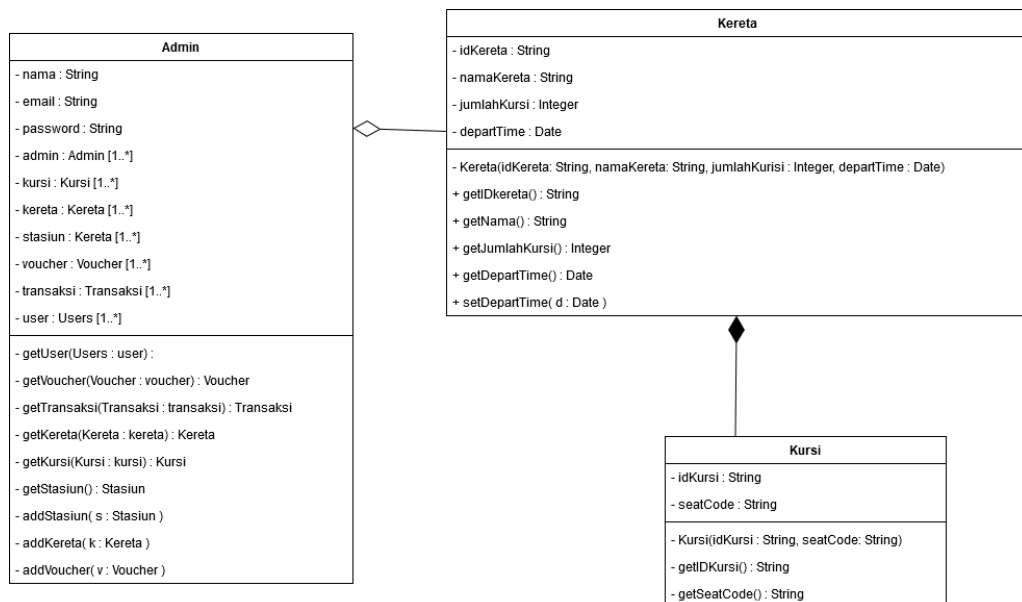 Admin
- nama : String
- email : String
- password : String
- admin : Admin [1..*]
- kursi : Kursi [1..*]
- kereta : Kereta [1..*]
- stasiun : Kereta [1..*]
- voucher : Voucher [1..*]
- transaksi : Transaksi [1..*]
- user : Users [1..*]
- getUser(Users : user) :
- getVoucher(Voucher : voucher) : Voucher
- getTransaksi(Transaksi : transaksi) : Transaksi
- getKereta(Kereta : kereta) : Kereta
- getKursi(Kursi : kursi) : Kursi
- getStasiun() : Stasiun
- addStasiun( s : Stasiun )
- addKereta( k : Kereta )
- addVoucher( v : Voucher )
Kereta
- idKereta : String
- namaKereta : String
- jumlahKursi : Integer
- departTime : Date
- Kereta(idKereta: String, namaKereta: String, jumlahKurisi : Integer, departTime : Date)
+ getIDkereta() : String
+ getNama() : String
+ getJumlahKursi() : Integer
+ getDepartTime() : Date
+ setDepartTime( d : Date )
Kursi
- idKursi : String
- seatCode : String
- Kursi(idKursi : String, seatCode: String)
- getIDKursi() : String
- getSeatCode() : String